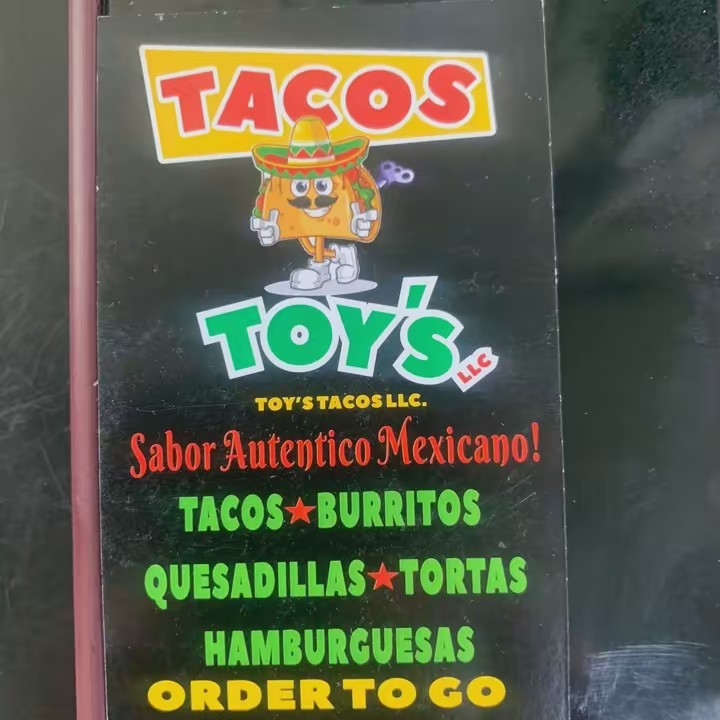 TACOS
TOY'S
LLC
TOY'S TACOS LLC.
Sabor Autentico Mexicano!
TACOS★BURRITOS
QUESADILLAS★TORTAS
HAMBURGUESAS
ORDER TO GO